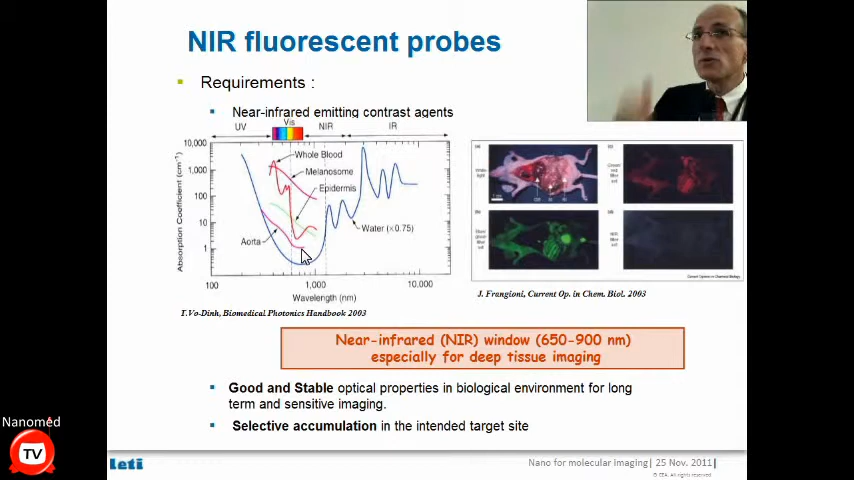 NIR fluorescent probes
Requirements :
Near-infrared emitting contrast agents
UV
Vis
NIR
IR
10,000
1,000
100
10
1
Absorption Coefficient (cm⁻¹)
Whole Blood
Melanosome
Epidermis
Aorta
Water (×0.75)
100
1,000
10,000
Wavelength (nm)
T.Vo-Dinh, Biomedical Photonics Handbook 2003
J. Frangioni, Current Op. in Chem. Biol. 2003
Near-infrared (NIR) window (650-900 nm)
especially for deep tissue imaging
Good and Stable optical properties in biological environment for long
term and sensitive imaging.
Selective accumulation in the intended target site
Nanomed
TV
leti
Nano for molecular imaging| 25 Nov. 2011|
© CEA. All rights reserved.